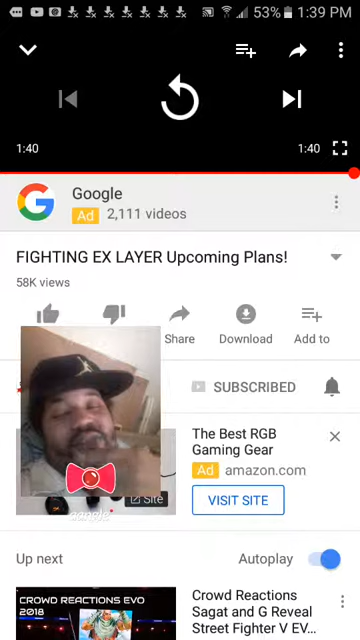 53% 1:39 PM
1:40 1:40
Google
Ad 2,111 videos
FIGHTING EX LAYER Upcoming Plans!
58K views
Share Download Add to
SUBSCRIBED
The Best RGB
Gaming Gear
Ad amazon.com
VISIT SITE
Site
Up next Autoplay
CROWD REACTIONS EVO
2018
Crowd Reactions
Sagat and G Reveal
Street Fighter V EV...